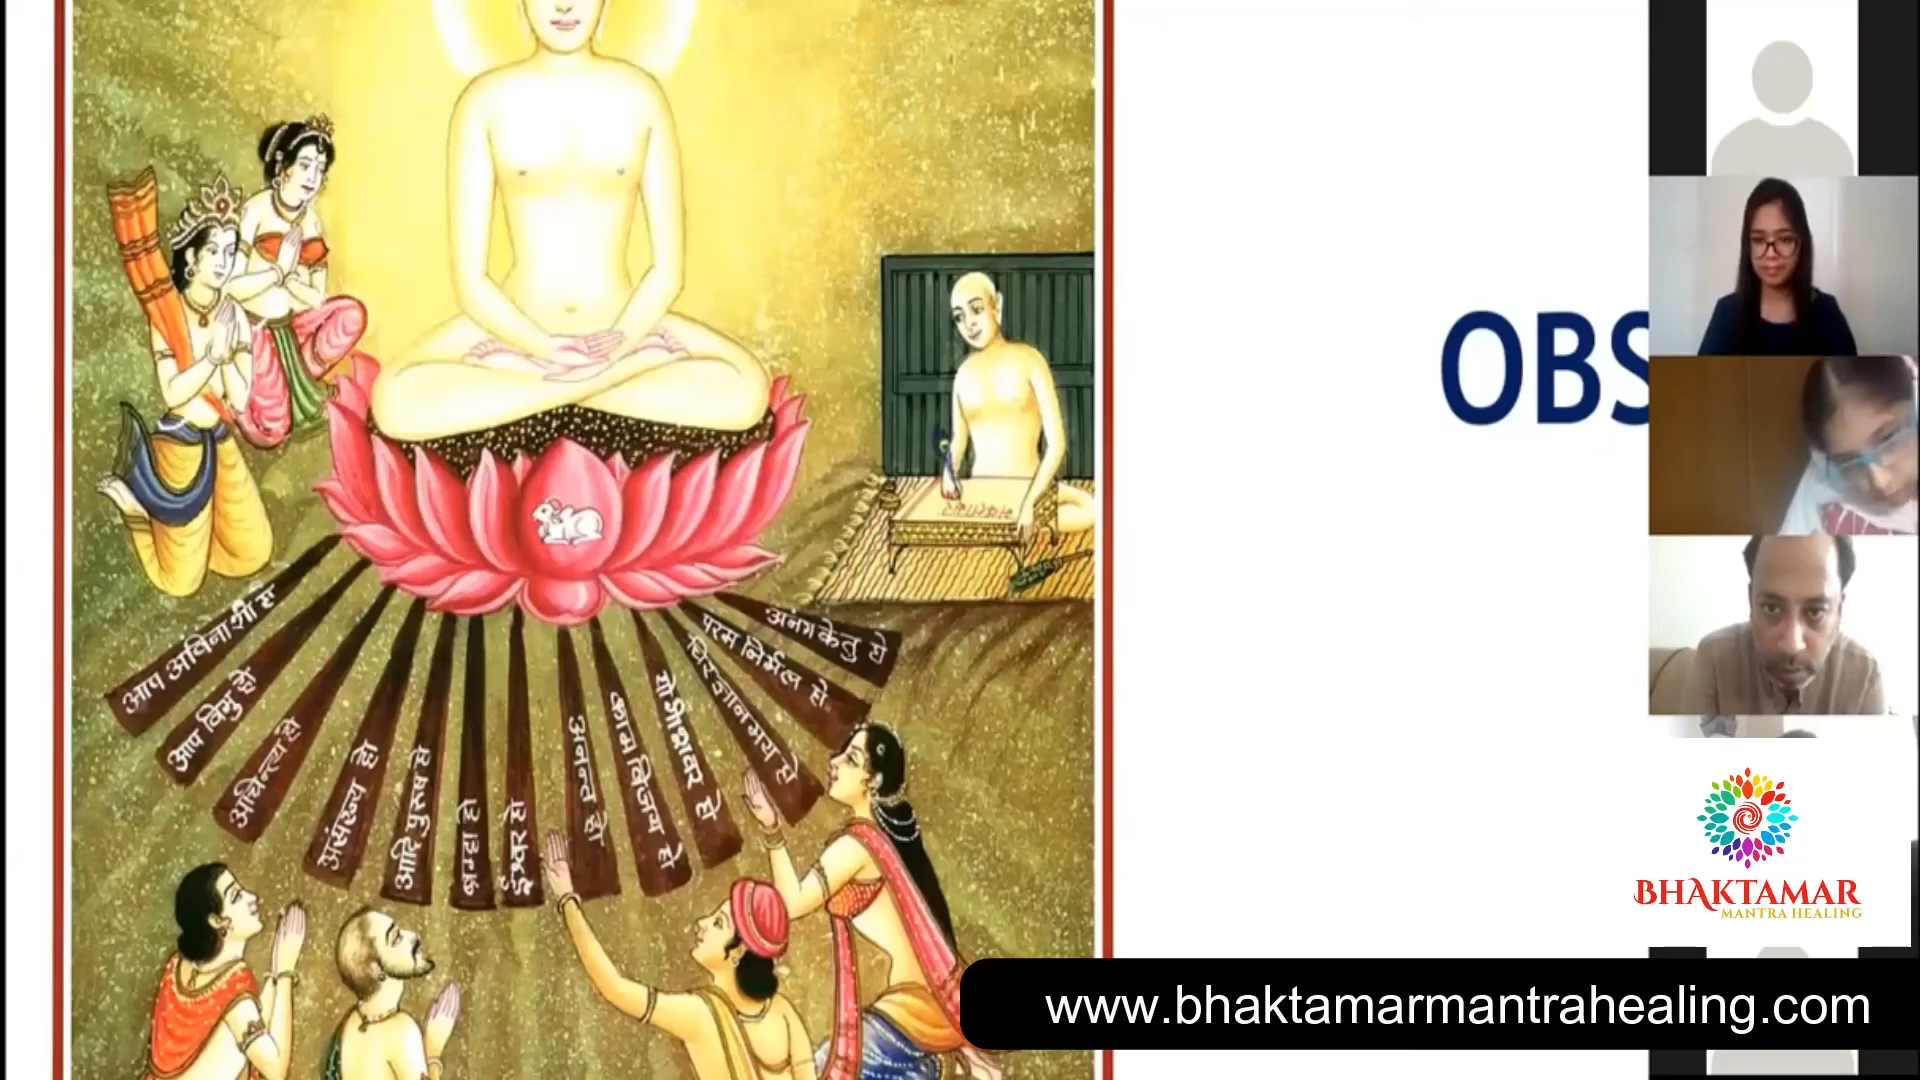 OBS
आप अविनाशी हो
आप विभु हो
अचिन्त्य हो
असंख्य हो
आदि पुरुष हो
ब्रह्मा हो
ईश्वर हो
अनन्त हो
काम विजय हो
योगीश्वर हो
चिर ज्ञान मय हो
परम निर्मल हो
अनंग केतु हो
BHAKTAMAR
MANTRA HEALING
www.bhaktamarmantrahealing.com